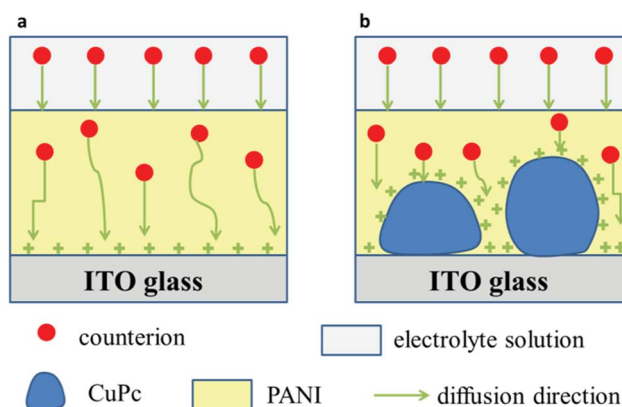 a
b
ITO glass
ITO glass
counterion
electrolyte solution
CuPc
PANI
diffusion direction